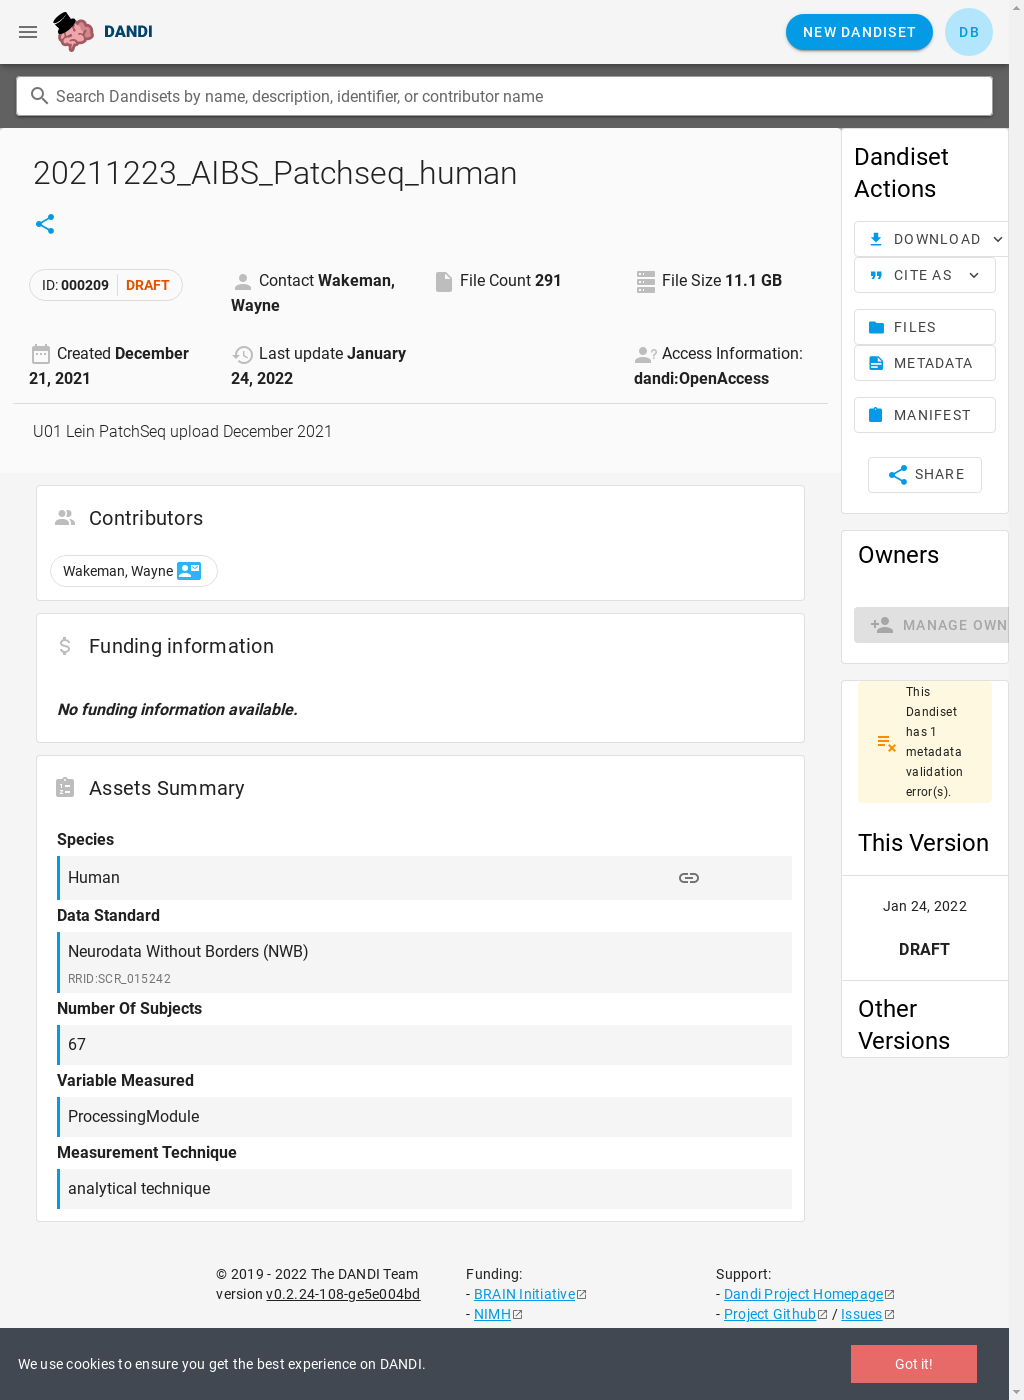 DANDI
NEW DANDISET
DB
Search Dandisets by name, description, identifier, or contributor name
20211223_AIBS_Patchseq_human
ID: 000209 DRAFT
Contact Wakeman,
Wayne
File Count 291
File Size 11.1 GB
Created December
21, 2021
Last update January
24, 2022
Access Information:
dandi:OpenAccess
U01 Lein PatchSeq upload December 2021
Contributors
Wakeman, Wayne
Funding information
No funding information available.
Assets Summary
Species
Human
Data Standard
Neurodata Without Borders (NWB)
RRID:SCR_015242
Number Of Subjects
67
Variable Measured
ProcessingModule
Measurement Technique
analytical technique
Dandiset
Actions
DOWNLOAD
CITE AS
FILES
METADATA
MANIFEST
SHARE
Owners
MANAGE OWN
This
Dandiset
has 1
metadata
validation
error(s).
This Version
Jan 24, 2022
DRAFT
Other
Versions
© 2019 - 2022 The DANDI Team
version v0.2.24-108-ge5e004bd
Funding:
- BRAIN Initiative
- NIMH
Support:
- Dandi Project Homepage
- Project Github / Issues
We use cookies to ensure you get the best experience on DANDI.
Got it!